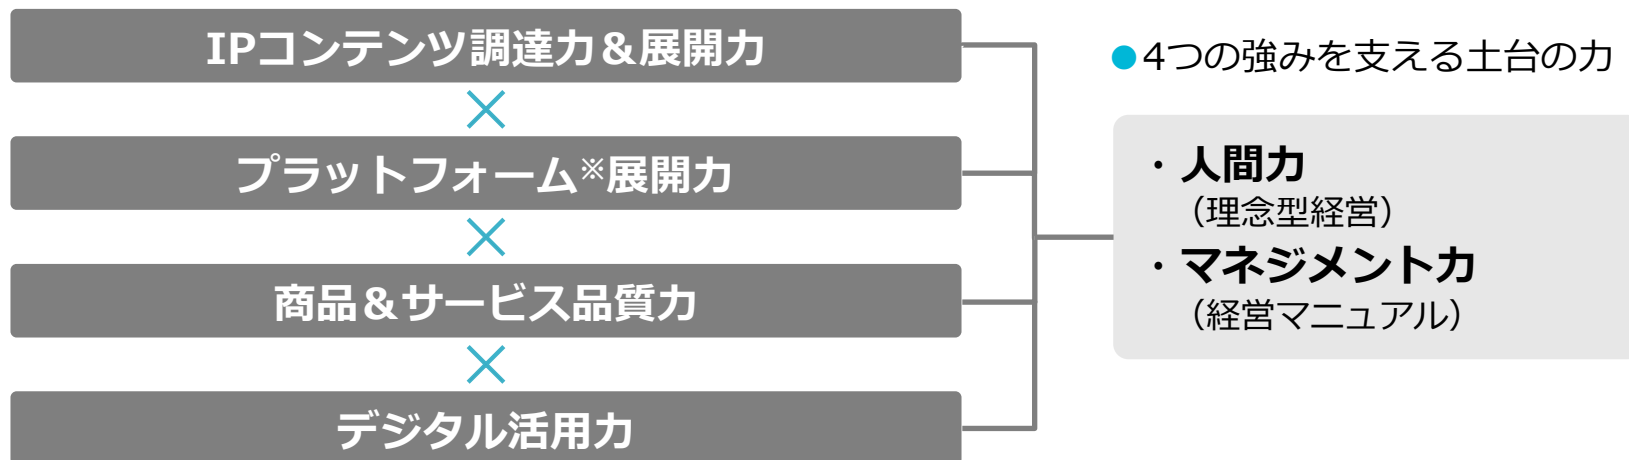 IPコンテンツ調達力＆展開力
×
プラットフォーム※展開力
×
商品＆サービス品質力
×
デジタル活用力
●4つの強みを支える土台の力
・人間力
（理念型経営）
・マネジメント力
（経営マニュアル）